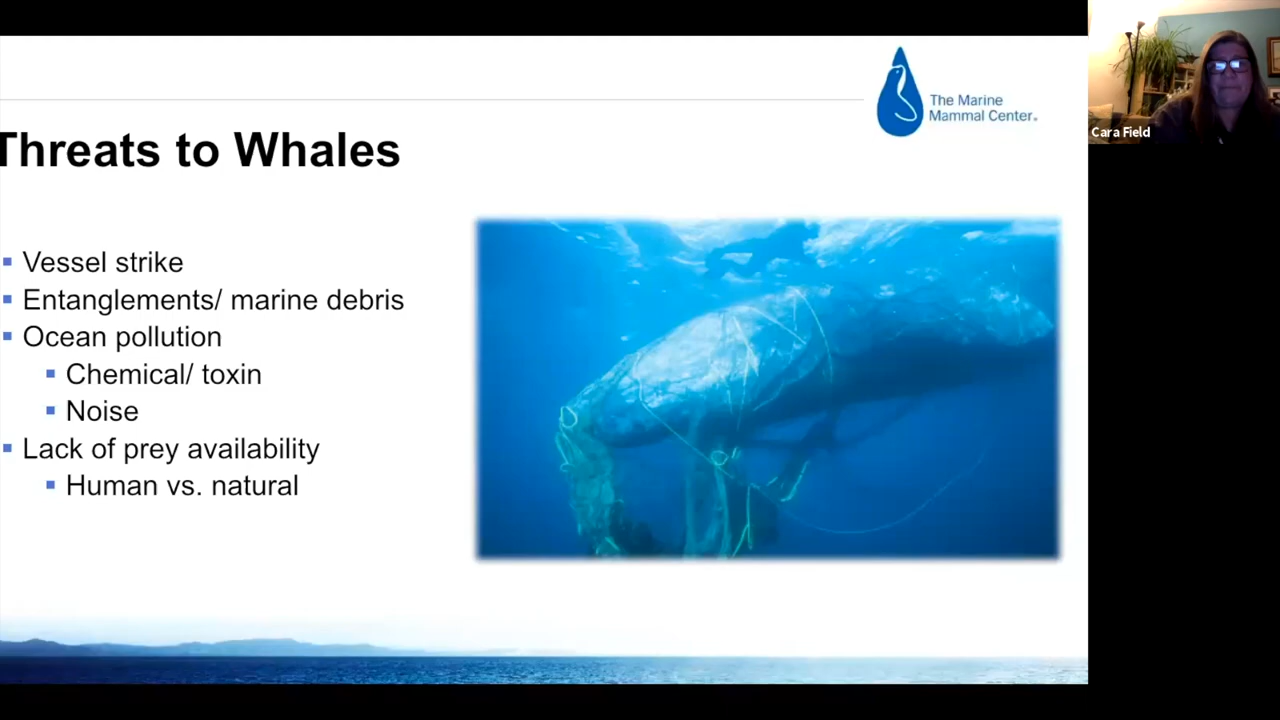 The Marine
Mammal Center®
Threats to Whales
Vessel strike
Entanglements/ marine debris
Ocean pollution
Chemical/ toxin
Noise
Lack of prey availability
Human vs. natural
Cara Field